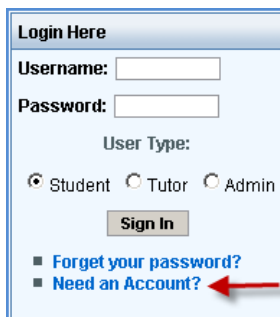 Login Here
Username:
Password:
User Type:
Student Tutor Admin
Sign In
Forget your password?
Need an Account?